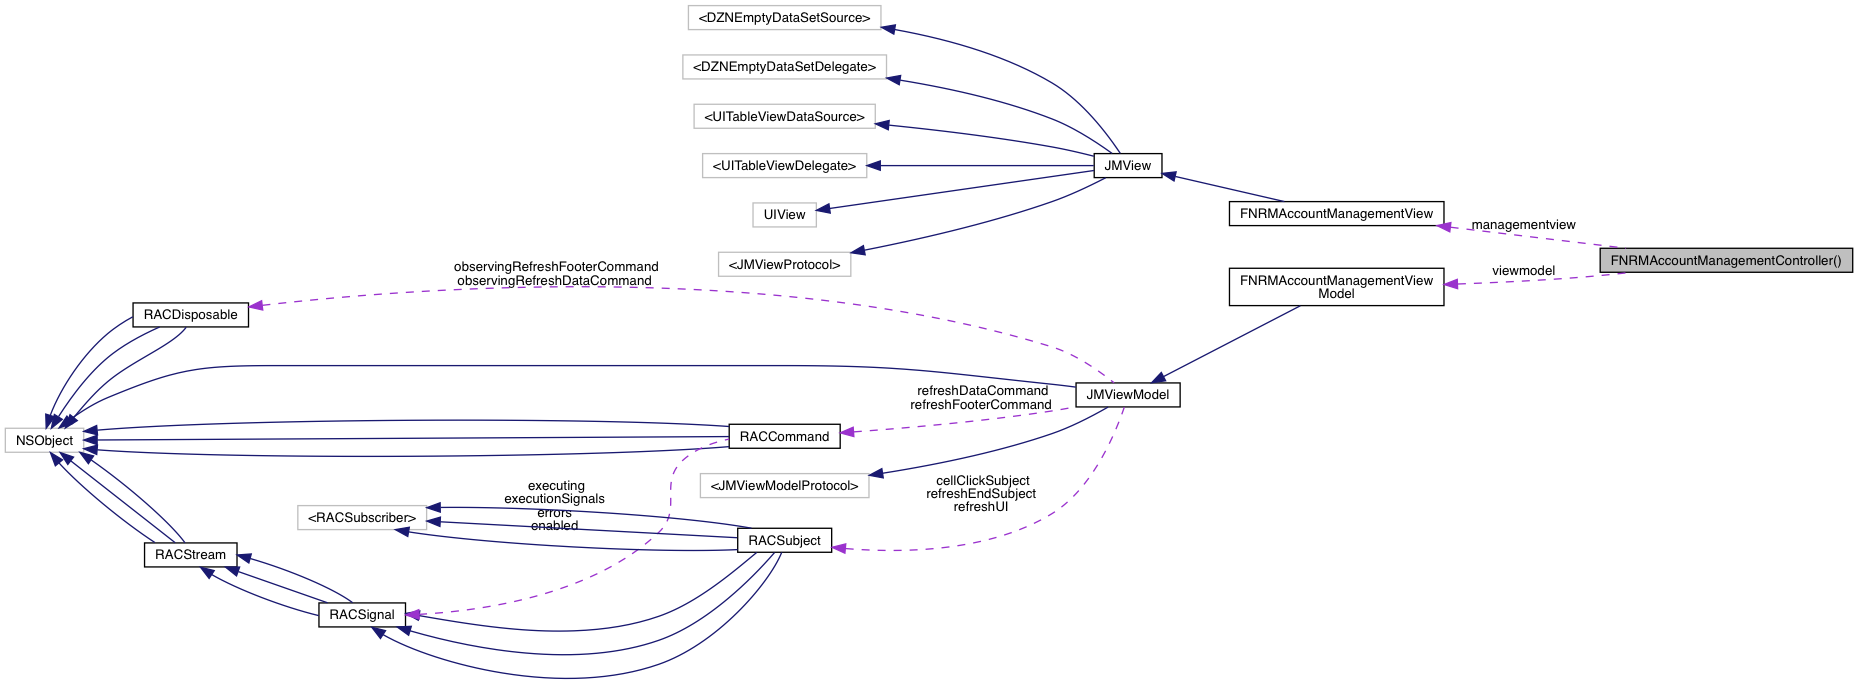 <DZNEmptyDataSetSource>
<DZNEmptyDataSetDelegate>
<UITableViewDataSource>
<UITableViewDelegate>
JMView
UIView
FNRMAccountManagementView
managementview
<JMViewProtocol>
FNRMAccountManagementController()
observingRefreshFooterCommand
observingRefreshDataCommand
viewmodel
FNRMAccountManagementView
Model
RACDisposable
refreshDataCommand
refreshFooterCommand
JMViewModel
NSObject
RACCommand
<JMViewModelProtocol>
cellClickSubject
refreshEndSubject
refreshUI
executing
executionSignals
errors
enabled
<RACSubscriber>
RACSubject
RACStream
RACSignal